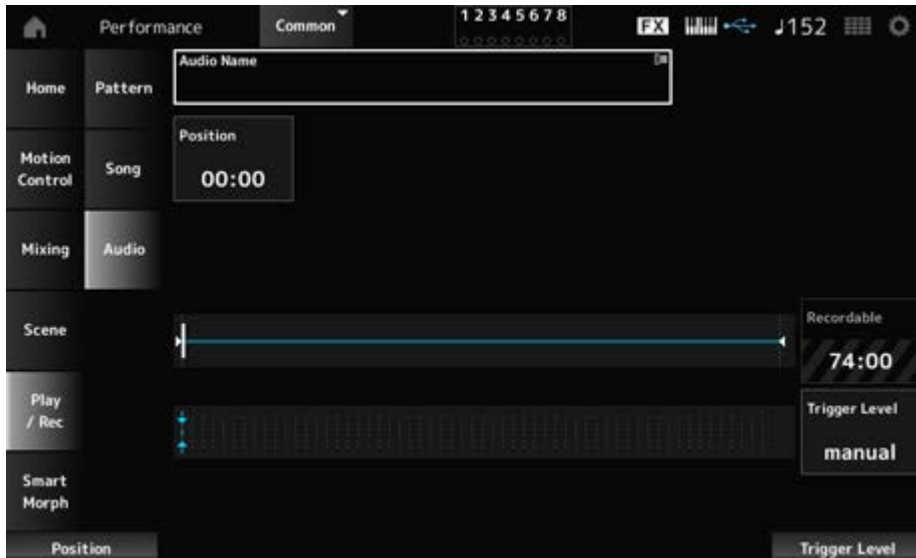 Performance
Common
12345678
FX
♩152
Home
Pattern
Audio Name
Motion
Control
Song
Position
00:00
Mixing
Audio
Scene
Recordable
74:00
Play
/ Rec
Trigger Level
manual
Smart
Morph
Position
Trigger Level